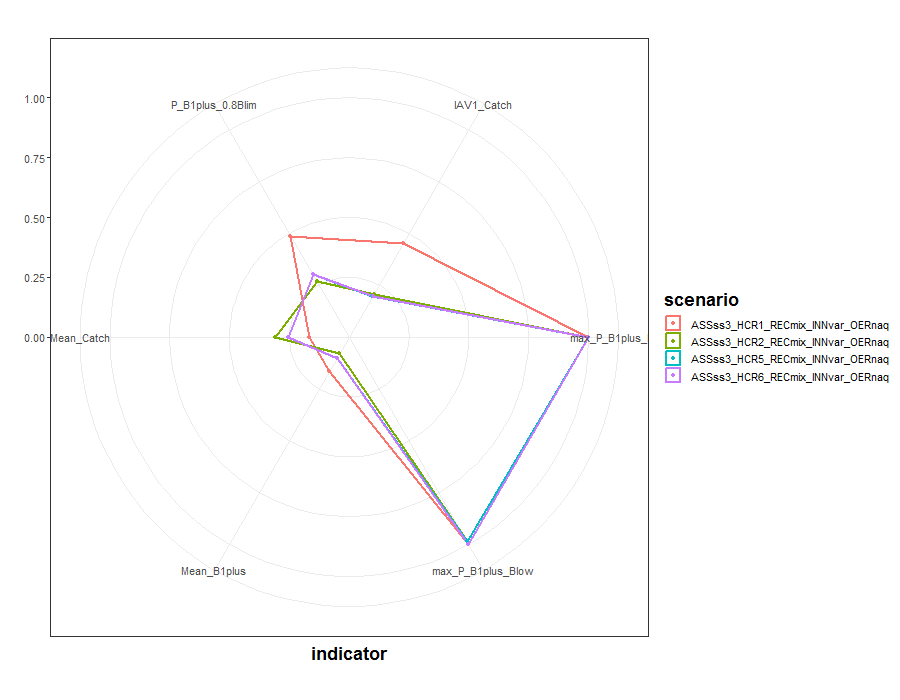 1.00
0.75
0.50
0.25
0.00
P_B1plus_0.8Blim
IAV1_Catch
Mean_Catch
max_P_B1plus_
Mean_B1plus
max_P_B1plus_Blow
indicator
scenario
ASSss3_HCR1_RECmix_INNvar_OERnaq
ASSss3_HCR2_RECmix_INNvar_OERnaq
ASSss3_HCR5_RECmix_INNvar_OERnaq
ASSss3_HCR6_RECmix_INNvar_OERnaq